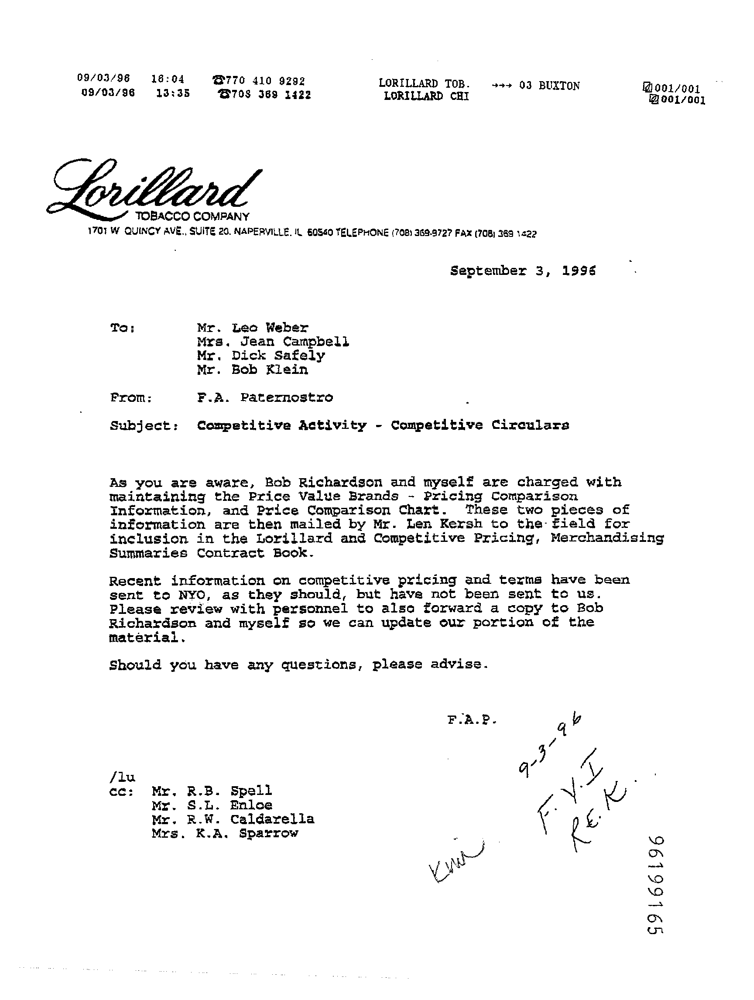 09/03/96 16:04 ☎770 410 9292 LORILLARD TOB. →→→ 03 BUXTON 001/001
09/03/96 13:35 ☎708 369 1422 LORILLARD CHI 001/001
Lorillard
TOBACCO COMPANY
1701 W QUINCY AVE., SUITE 20, NAPERVILLE, IL 60540 TELEPHONE (708) 369-9727 FAX (708) 369 1422
September 3, 1996
To: Mr. Leo Weber
Mrs. Jean Campbell
Mr. Dick Safely
Mr. Bob Klein
From: F.A. Paternostro
Subject: Competitive Activity - Competitive Circulars
As you are aware, Bob Richardson and myself are charged with
maintaining the Price Value Brands - Pricing Comparison
Information, and Price Comparison Chart. These two pieces of
information are then mailed by Mr. Len Kersh to the field for
inclusion in the Lorillard and Competitive Pricing, Merchandising
Summaries Contract Book.
Recent information on competitive pricing and terms have been
sent to NYO, as they should, but have not been sent to us.
Please review with personnel to also forward a copy to Bob
Richardson and myself so we can update our portion of the
material.
Should you have any questions, please advise.
F.A.P.
9-3-96
F.Y.I
R.E.K.
Kim
/lu
cc: Mr. R.B. Spell
Mr. S.L. Enloe
Mr. R.W. Caldarella
Mrs. K.A. Sparrow
96199165